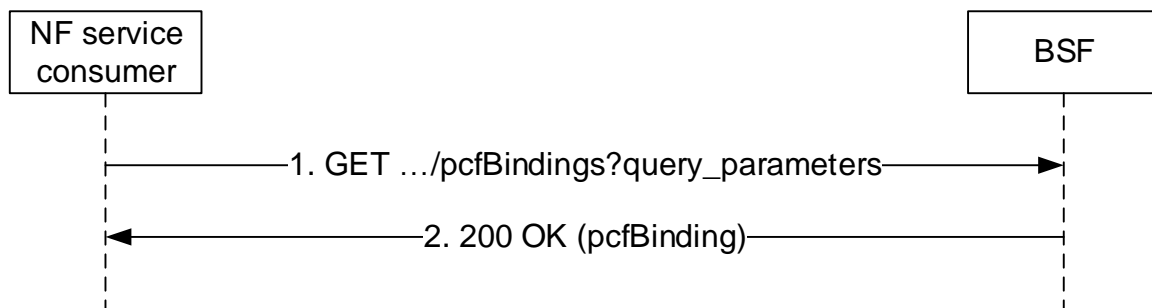 NF service
consumer
BSF
1. GET …/pcfBindings?query_parameters
2. 200 OK (pcfBinding)